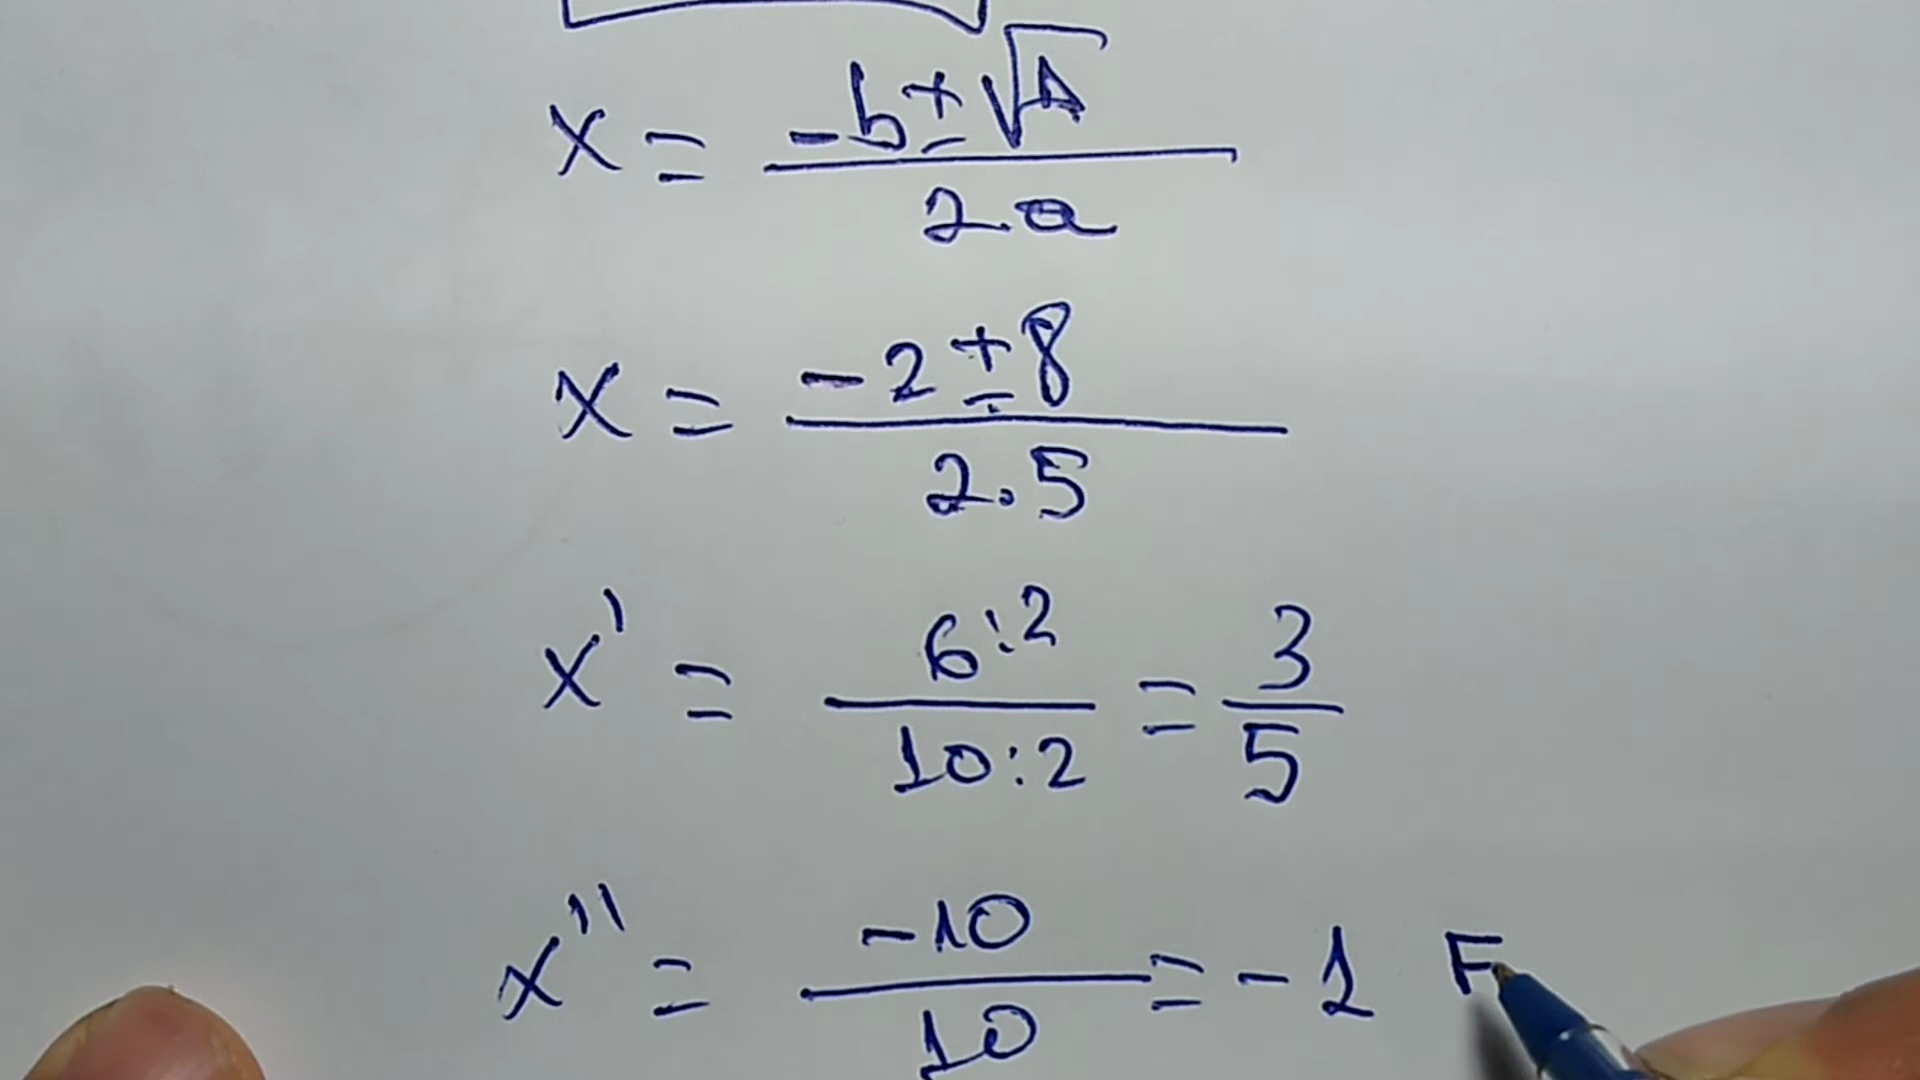 x = -b ± √Δ / 2.a
x = -2 ± 8 / 2.5
x' = 6:2 / 10:2 = 3 / 5
x'' = -10 / 10 = -1 F